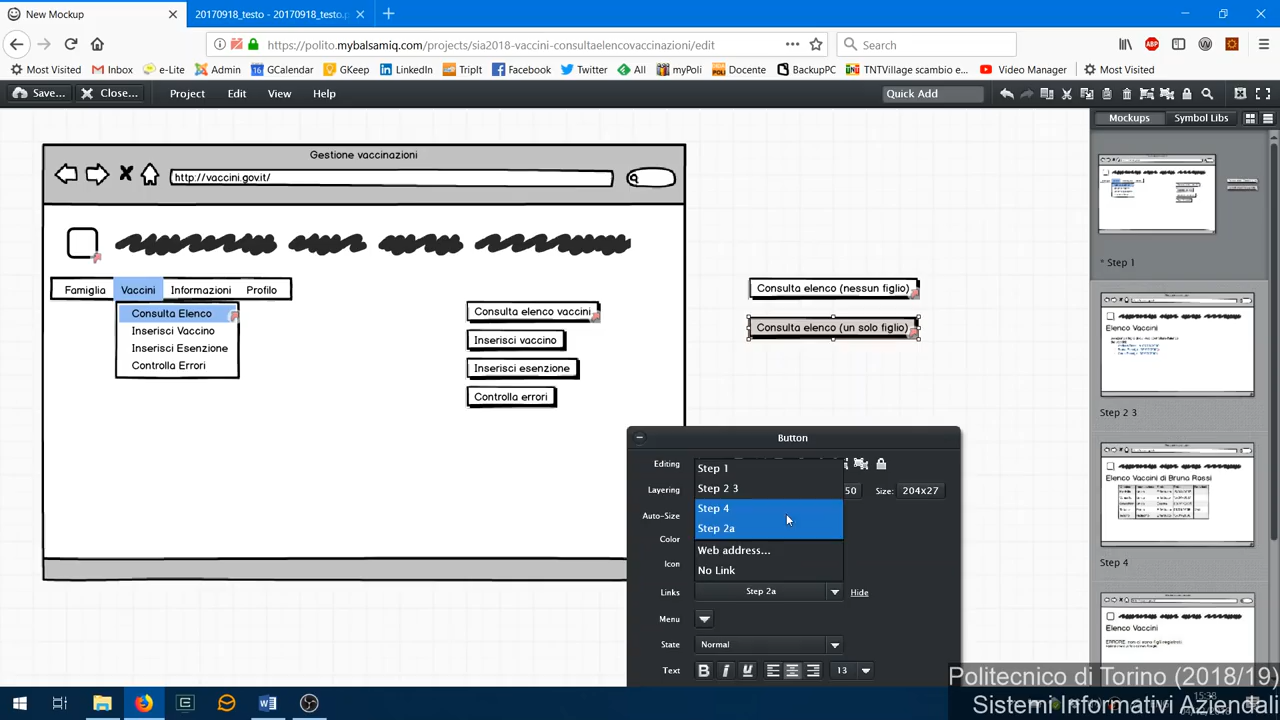 New Mockup
20170918_testo - 20170918_testo.p
https://polito.mybalsamiq.com/projects/sia2018-vaccini-consultaelencovaccinazioni/edit
Search
Most Visited
Inbox
e-Lite
Admin
GCalendar
GKeep
LinkedIn
TripIt
Facebook
Twitter
All
myPoli
Docente
BackupPC
TNTVillage scambio e...
Video Manager
Most Visited
Save...
Close...
Project
Edit
View
Help
Quick Add
Mockups
Symbol Libs
Gestione vaccinazioni
http://vaccini.gov.it/
Famiglia
Vaccini
Informazioni
Profilo
Consulta Elenco
Inserisci Vaccino
Inserisci Esenzione
Controlla Errori
Consulta elenco vaccini
Inserisci vaccino
Inserisci esenzione
Controlla errori
Consulta elenco (nessun figlio)
Consulta elenco (un solo figlio)
* Step 1
Elenco Vaccini
Step 2 3
Elenco Vaccini di Bruna Rossi
Step 4
Elenco Vaccini
Button
Editing
Layering
50
Size:
204x27
Auto-Size
Color
Icon
Step 1
Step 2 3
Step 4
Step 2a
Web address...
No Link
Links
Step 2a
Hide
Menu
State
Normal
Text
B
i
U
13
Politecnico di Torino (2018/19)
Sistemi Informativi Aziendali